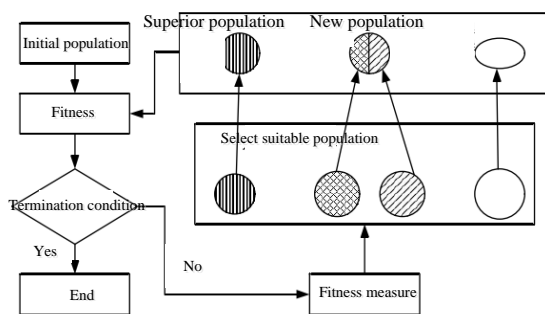 Superior population
New population
Initial population
Fitness
Select suitable population
Termination condition
Yes
No
End
Fitness measure